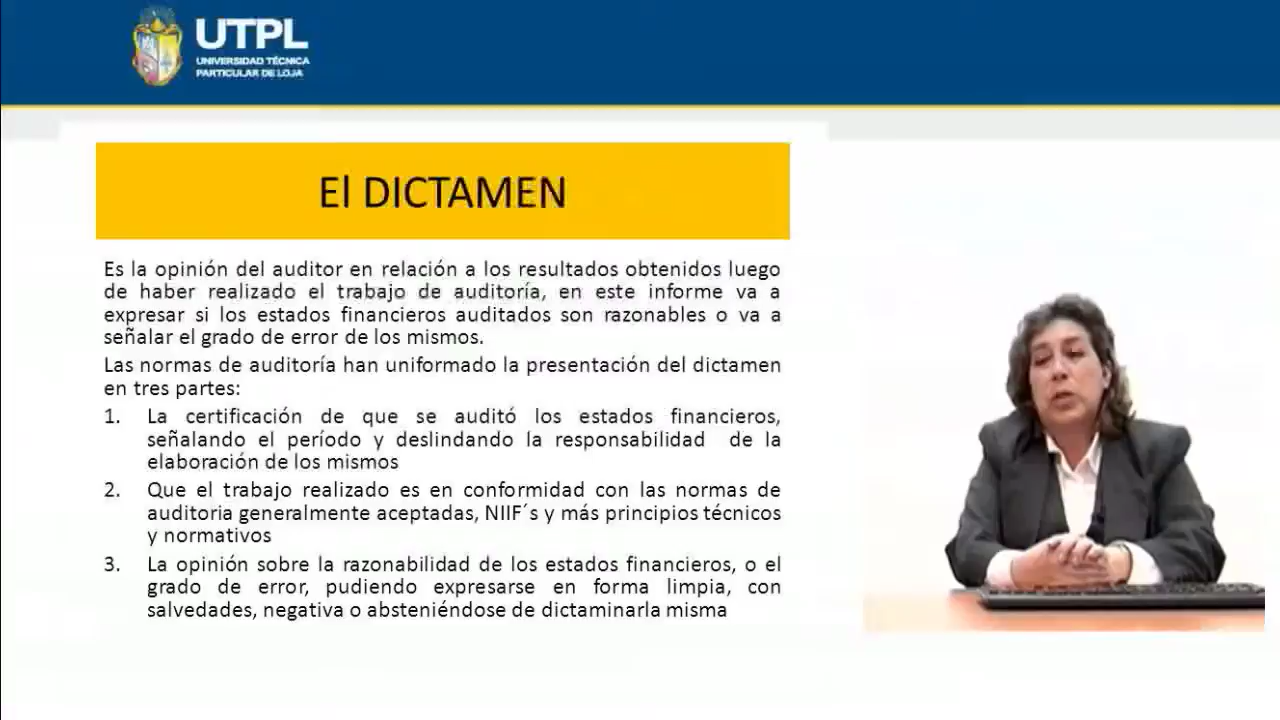 UTPL
UNIVERSIDAD TÉCNICA
PARTICULAR DE LOJA
El DICTAMEN
Es la opinión del auditor en relación a los resultados obtenidos luego
de haber realizado el trabajo de auditoría, en este informe va a
expresar si los estados financieros auditados son razonables o va a
señalar el grado de error de los mismos.
Las normas de auditoría han uniformado la presentación del dictamen
en tres partes:
1. La certificación de que se auditó los estados financieros,
señalando el período y deslindando la responsabilidad de la
elaboración de los mismos
2. Que el trabajo realizado es en conformidad con las normas de
auditoria generalmente aceptadas, NIIF´s y más principios técnicos
y normativos
3. La opinión sobre la razonabilidad de los estados financieros, o el
grado de error, pudiendo expresarse en forma limpia, con
salvedades, negativa o absteniéndose de dictaminarla misma